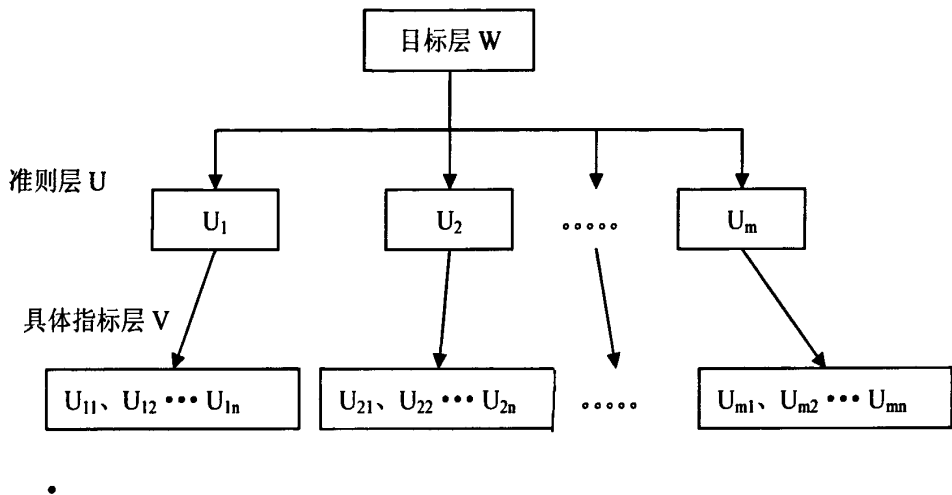 目标层 W
准则层 U
U₁ U₂ ∘∘∘∘∘ Uₘ
具体指标层 V
U₁₁、U₁₂ ••• U₁ₙ U₂₁、U₂₂ ••• U₂ₙ ∘∘∘∘∘ Uₘ₁、Uₘ₂ ••• Uₘₙ